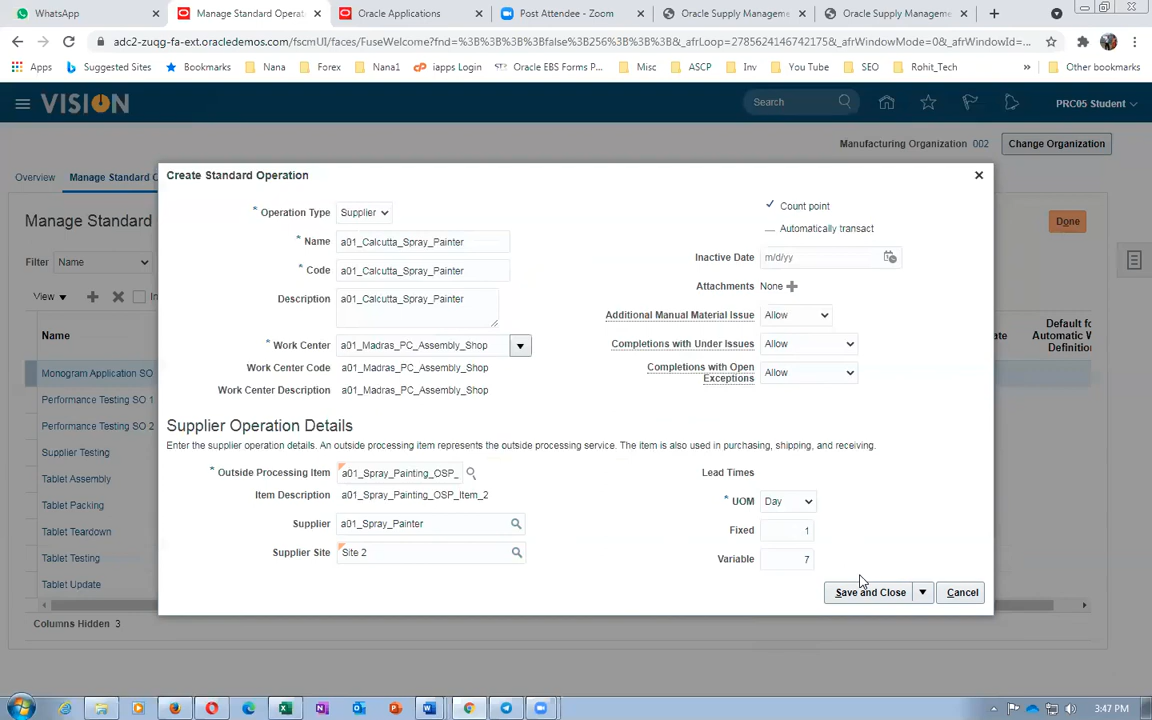 WhatsApp
Manage Standard Operat
Oracle Applications
Post Attendee - Zoom
Oracle Supply Manageme
Oracle Supply Manageme
adc2-zuqg-fa-ext.oracledemos.com/fscmUI/faces/FuseWelcome?fnd=%3B%3B%3B%3Bfalse%3B256%3B%3B%3B&_afrLoop=27856241467421 75&_afrWindowMode=0&_afrWindowId=...
Apps
Suggested Sites
Bookmarks
Nana
Forex
Nana1
iapps Login
Oracle EBS Forms P...
Misc
ASCP
Inv
You Tube
SEO
Rohit_Tech
»
Other bookmarks
VISION
Search
PRC05 Student
Manufacturing Organization 002
Change Organization
Overview
Manage Standard O
Manage Standard
Done
Filter
Name
View
In
Name
ate
Default fo
Automatic W
Definition
Monogram Application SO
Performance Testing SO 1
Performance Testing SO 2
Supplier Testing
Tablet Assembly
Tablet Packing
Tablet Teardown
Tablet Testing
Tablet Update
Columns Hidden 3
Create Standard Operation
* Operation Type Supplier
* Name a01_Calcutta_Spray_Painter
* Code a01_Calcutta_Spray_Painter
Description a01_Calcutta_Spray_Painter
* Work Center a01_Madras_PC_Assembly_Shop
Work Center Code a01_Madras_PC_Assembly_Shop
Work Center Description a01_Madras_PC_Assembly_Shop
Count point
Automatically transact
Inactive Date m/d/yy
Attachments None
Additional Manual Material Issue Allow
Completions with Under Issues Allow
Completions with Open
Exceptions
Allow
Supplier Operation Details
Enter the supplier operation details. An outside processing item represents the outside processing service. The item is also used in purchasing, shipping, and receiving.
* Outside Processing Item a01_Spray_Painting_OSP_
Item Description a01_Spray_Painting_OSP_Item_2
Supplier a01_Spray_Painter
Supplier Site Site 2
Lead Times
* UOM Day
Fixed 1
Variable 7
Save and Close
Cancel
3:47 PM